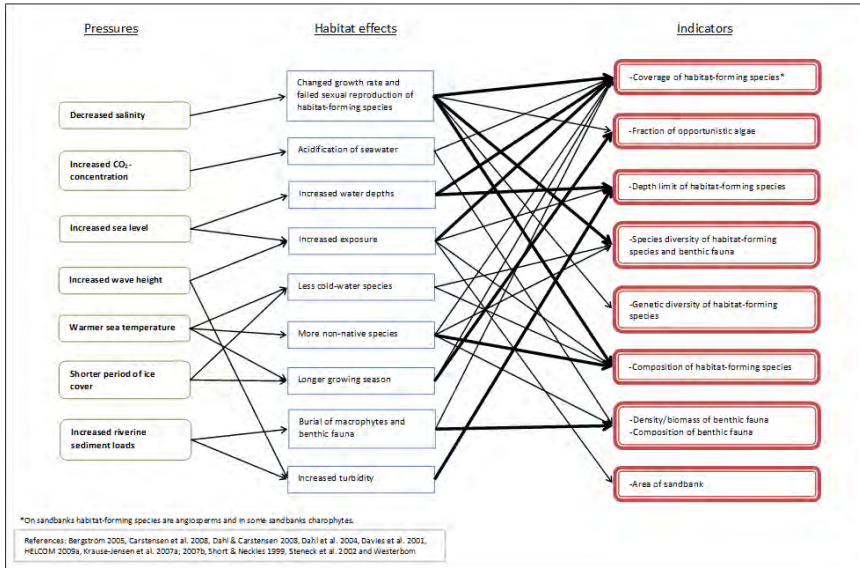 Pressures
Habitat effects
Indicators
Decreased salinity
Increased CO₂-
concentration
Increased sea level
Increased wave height
Warmer sea temperature
Shorter period of ice
cover
Increased riverine
sediment loads
Changed growth rate and
failed sexual reproduction of
habitat-forming species
Acidification of seawater
Increased water depths
Increased exposure
Less cold-water species
More non-native species
Longer growing season
Burial of macrophytes and
benthic fauna
Increased turbidity
-Coverage of habitat-forming species*
-Fraction of opportunistic algae
-Depth limit of habitat-forming species
-Species diversity of habitat-forming
species and benthic fauna
-Genetic diversity of habitat-forming
species
-Composition of habitat-forming species
-Density/biomass of benthic fauna
-Composition of benthic fauna
-Area of sandbank
*On sandbanks habitat-forming species are angiosperms and in some sandbanks charophytes.
References: Bergström 2005, Carstensen et al. 2008, Dahl & Carstensen 2008, Dahl et al. 2004, Davies et al. 2001,
HELCOM 2009a, Krause-Jensen et al. 2007a; 2007b, Short & Neckles 1999, Steneck et al. 2002 and Westerbom